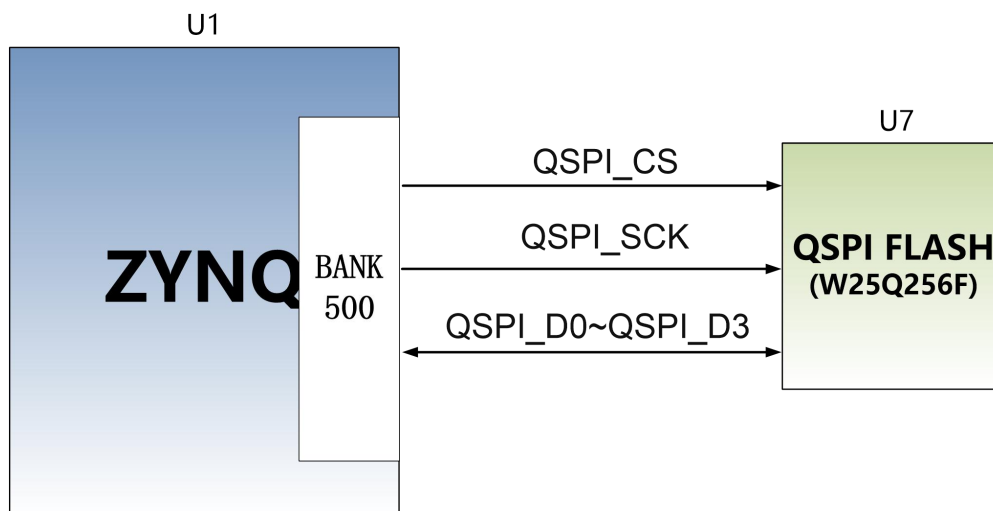 U1
U7
QSPI_CS
QSPI_SCK
ZYNQ
BANK
500
QSPI FLASH
(W25Q256F)
QSPI_D0~QSPI_D3